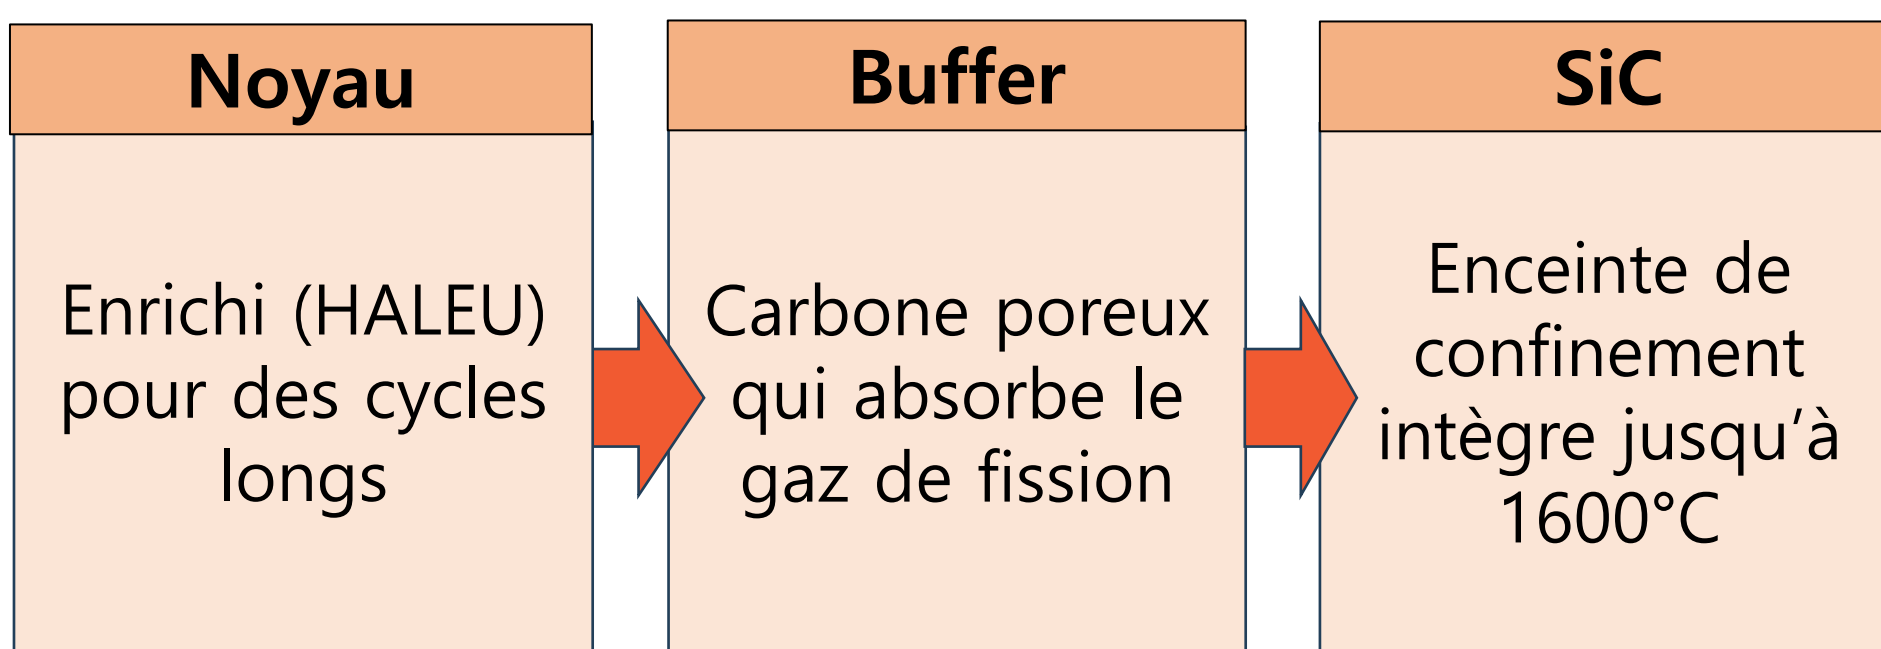 Noyau
Enrichi (HALEU)
pour des cycles
longs
Buffer
Carbone poreux
qui absorbe le
gaz de fission
SiC
Enceinte de
confinement
intègre jusqu’à
1600°C